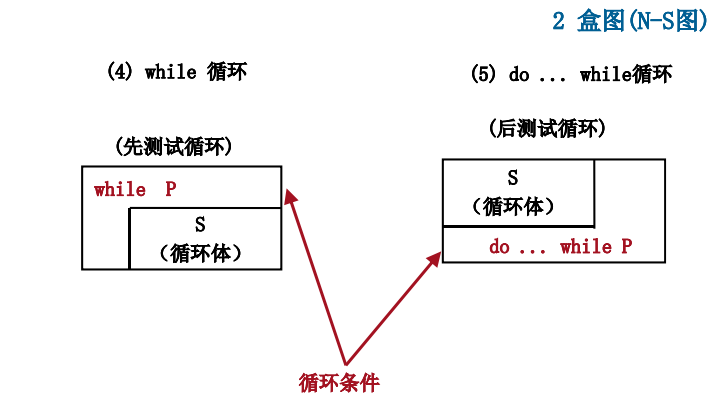 2 盒图(N-S图)
(4) while 循环
(先测试循环)
while P
S
（循环体）
(5) do ... while循环
(后测试循环)
S
（循环体）
do ... while P
循环条件